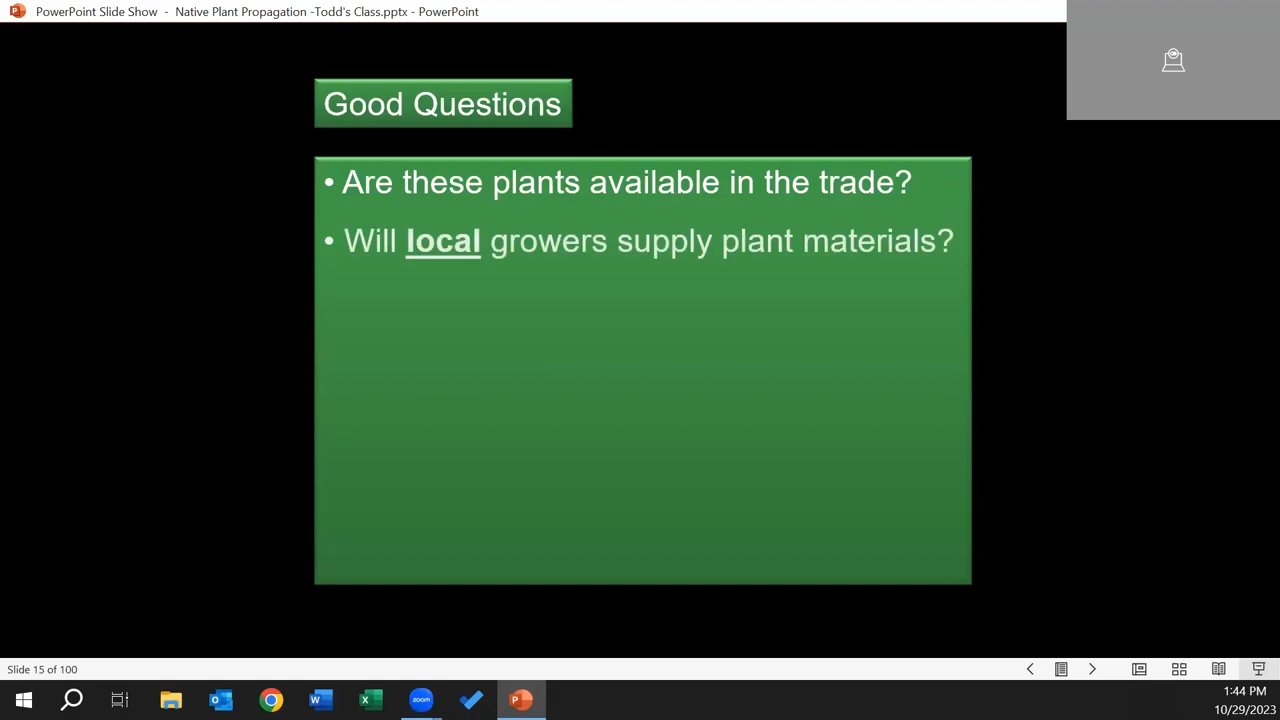 PowerPoint Slide Show - Native Plant Propagation -Todd's Class.pptx - PowerPoint
Good Questions
• Are these plants available in the trade?
• Will local growers supply plant materials?
Slide 15 of 100
zoom
1:44 PM
10/29/2023